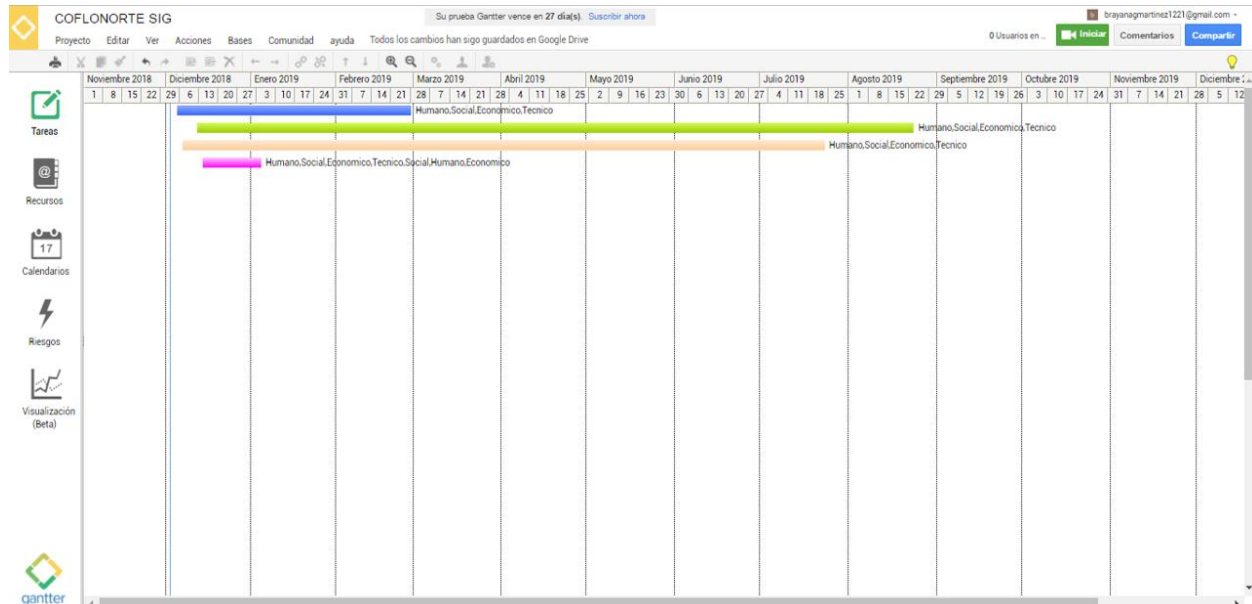 COFLONORTE SIG
Su prueba Gantter vence en 27 día(s). Suscribir ahora
brayanagmartinez1221@gmail.com
Proyecto Editar Ver Acciones Bases Comunidad ayuda Todos los cambios han sigo guardados en Google Drive
0 Usuarios en ... Iniciar Comentarios Compartir
Noviembre 2018 Diciembre 2018 Enero 2019 Febrero 2019 Marzo 2019 Abril 2019 Mayo 2019 Junio 2019 Julio 2019 Agosto 2019 Septiembre 2019 Octubre 2019 Noviembre 2019 Diciembre
1 8 15 22 29 6 13 20 27 3 10 17 24 31 7 14 21 28 7 14 21 28 4 11 18 25 2 9 16 23 30 6 13 20 27 4 11 18 25 1 8 15 22 29 5 12 19 26 3 10 17 24 31 7 14 21 28 5 12
Humano,Social,Economico,Tecnico
Humano,Social,Economico,Tecnico
Humano,Social,Economico,Tecnico
Humano,Social,Economico,Tecnico,Social,Humano,Economico
Tareas
@
Recursos
17
Calendarios
Riesgos
Visualización
(Beta)
gantter